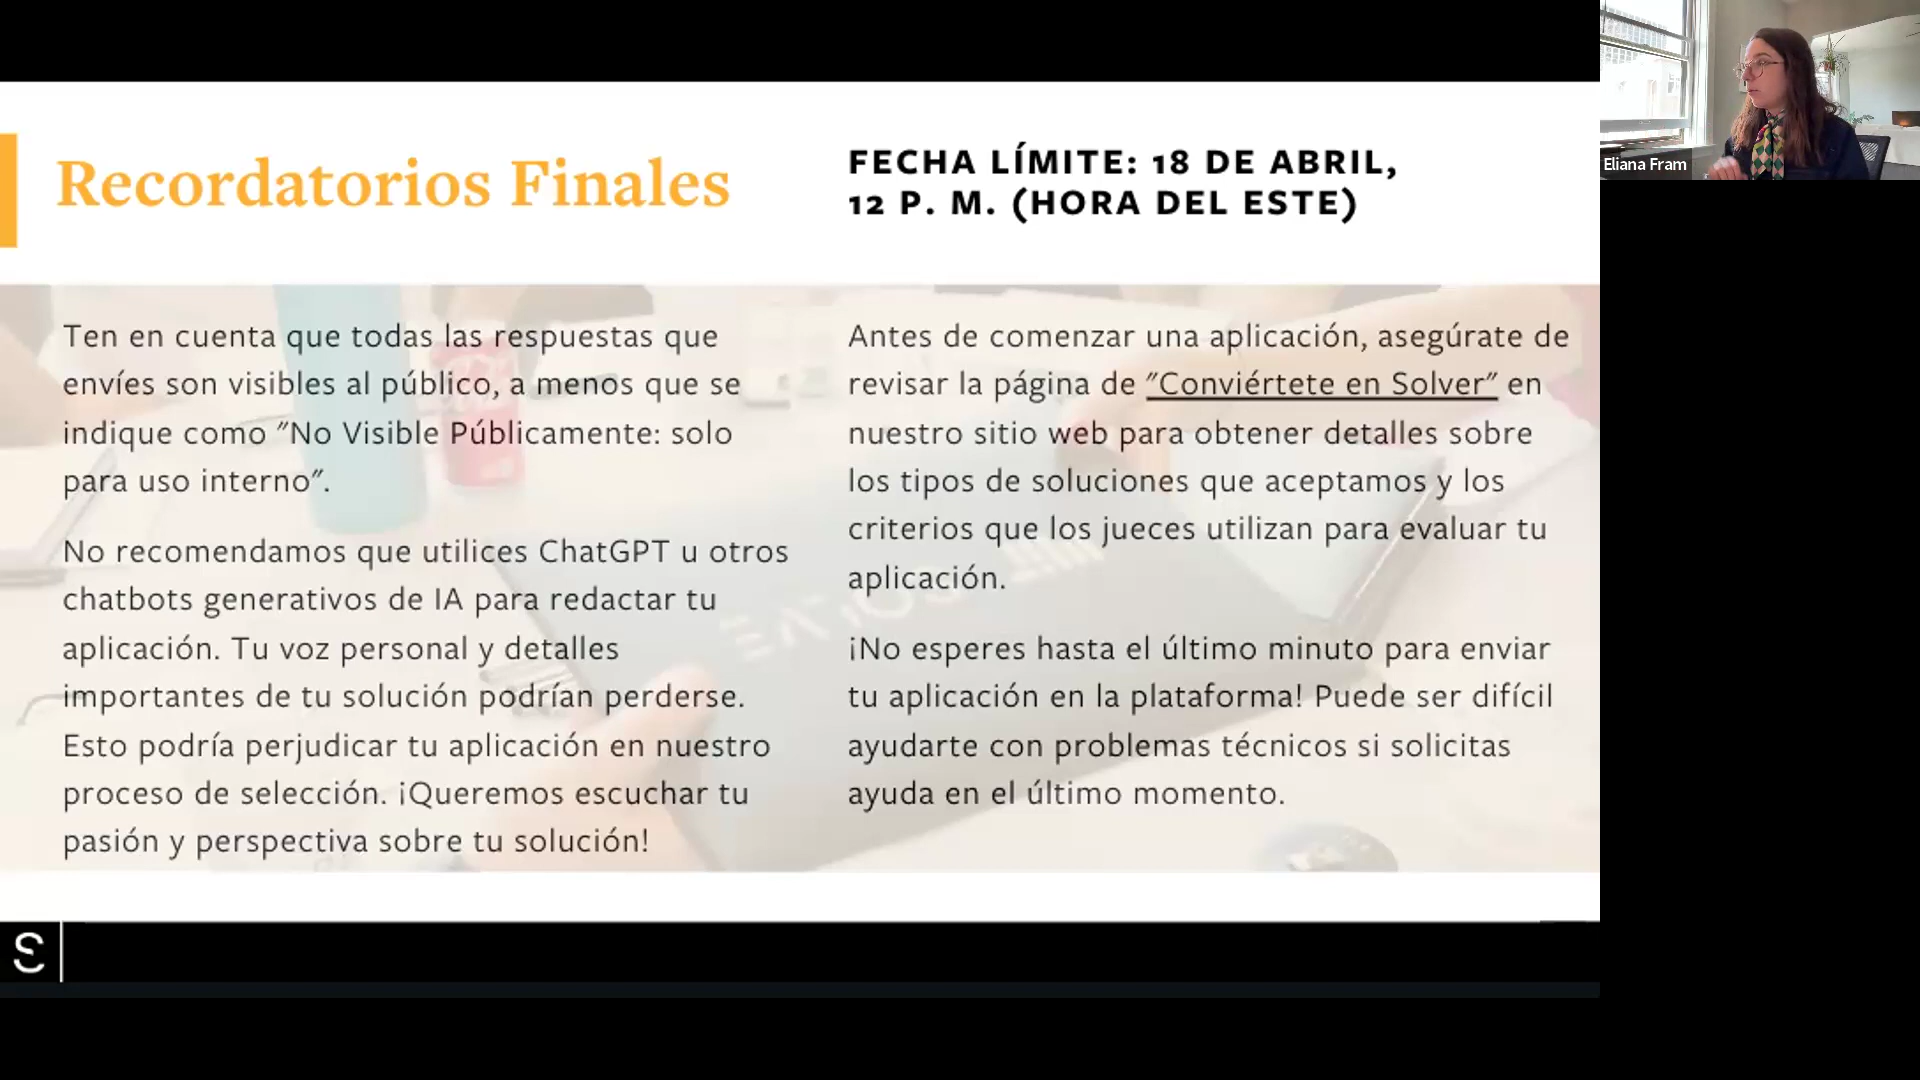 Recordatorios Finales
FECHA LÍMITE: 18 DE ABRIL,
12 P. M. (HORA DEL ESTE)
Ten en cuenta que todas las respuestas que
envíes son visibles al público, a menos que se
indique como "No Visible Públicamente: solo
para uso interno".
No recomendamos que utilices ChatGPT u otros
chatbots generativos de IA para redactar tu
aplicación. Tu voz personal y detalles
importantes de tu solución podrían perderse.
Esto podría perjudicar tu aplicación en nuestro
proceso de selección. ¡Queremos escuchar tu
pasión y perspectiva sobre tu solución!
Antes de comenzar una aplicación, asegúrate de
revisar la página de "Conviértete en Solver" en
nuestro sitio web para obtener detalles sobre
los tipos de soluciones que aceptamos y los
criterios que los jueces utilizan para evaluar tu
aplicación.
¡No esperes hasta el último minuto para enviar
tu aplicación en la plataforma! Puede ser difícil
ayudarte con problemas técnicos si solicitas
ayuda en el último momento.
Eliana Fram
SOLVE